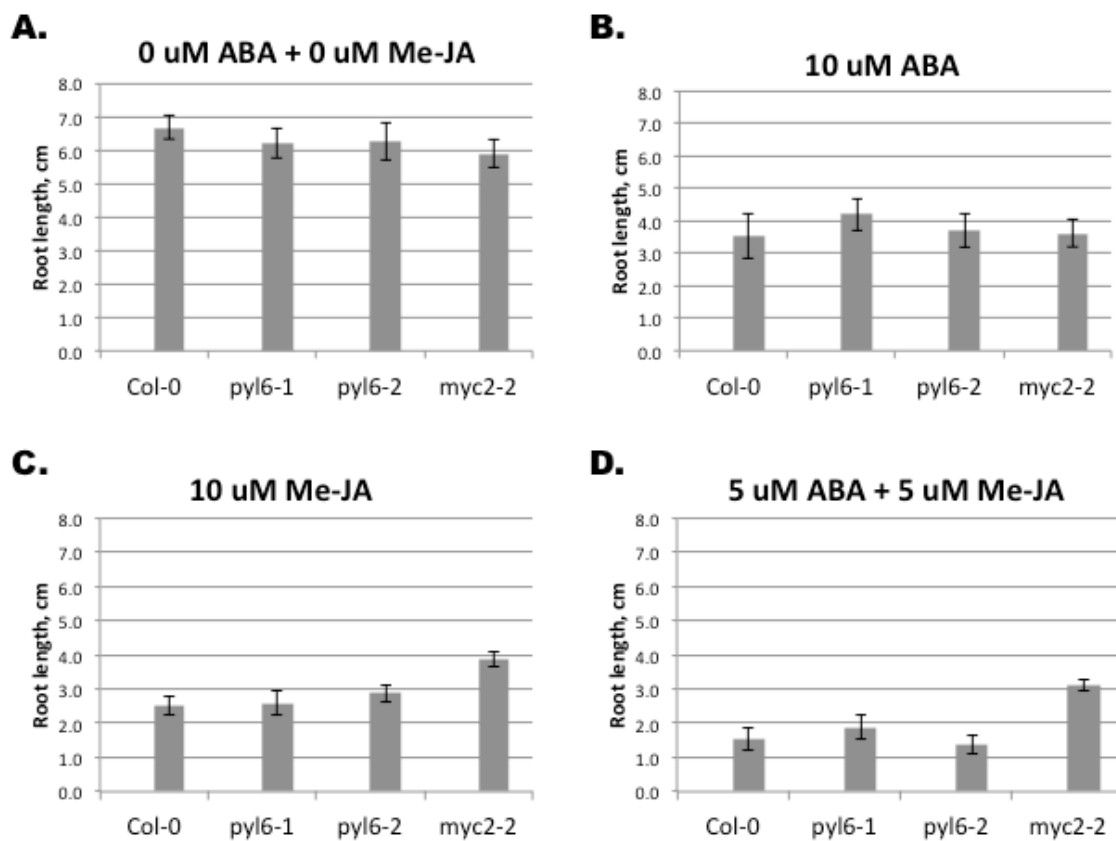 A.
0 uM ABA + 0 uM Me-JA
8.0
7.0
6.0
5.0
4.0
3.0
2.0
1.0
0.0
Root length, cm
Col-0 pyl6-1 pyl6-2 myc2-2
B.
10 uM ABA
8.0
7.0
6.0
5.0
4.0
3.0
2.0
1.0
0.0
Root length, cm
Col-0 pyl6-1 pyl6-2 myc2-2
C.
10 uM Me-JA
8.0
7.0
6.0
5.0
4.0
3.0
2.0
1.0
0.0
Root length, cm
Col-0 pyl6-1 pyl6-2 myc2-2
D.
5 uM ABA + 5 uM Me-JA
8.0
7.0
6.0
5.0
4.0
3.0
2.0
1.0
0.0
Root length, cm
Col-0 pyl6-1 pyl6-2 myc2-2